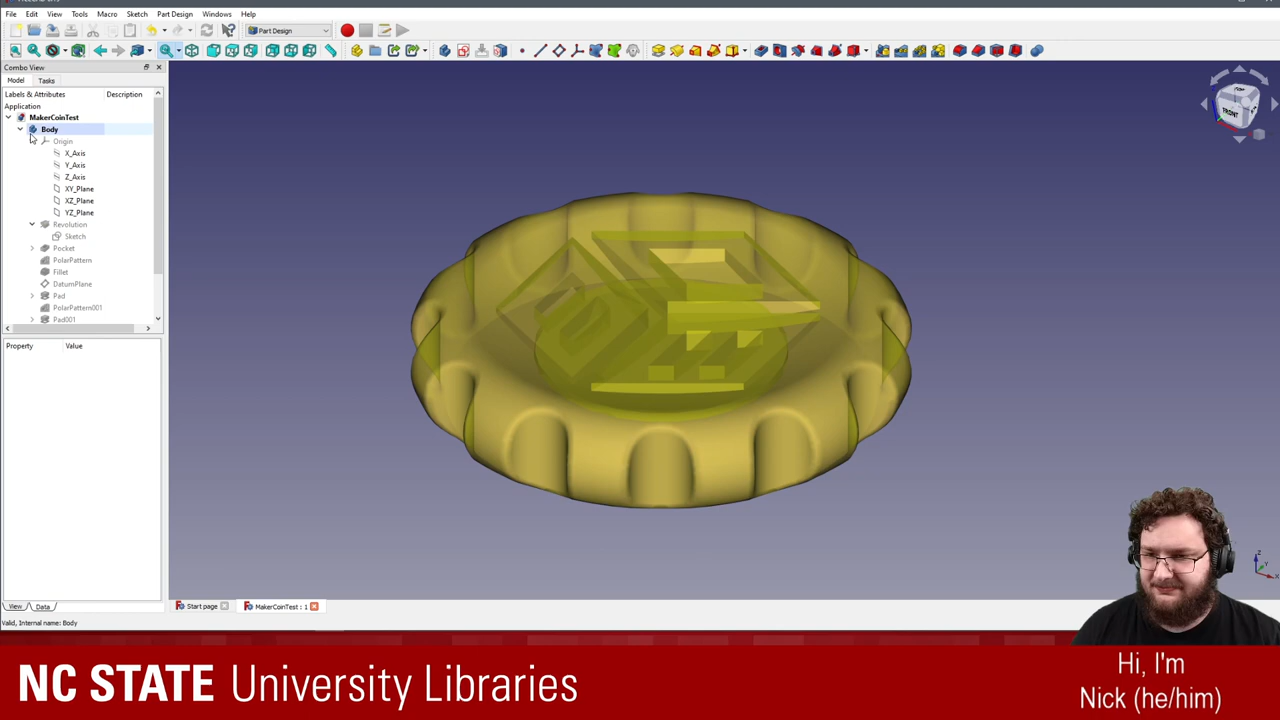 File Edit View Tools Macro Sketch Part Design Windows Help
Part Design
Combo View
Model Tasks
Labels & Attributes Description
Application
MakerCoinTest
Body
Origin
X_Axis
Y_Axis
Z_Axis
XY_Plane
XZ_Plane
YZ_Plane
Revolution
Sketch
Pocket
PolarPattern
Fillet
DatumPlane
Pad
PolarPattern001
Pad001
Property Value
TOP
FRONT
Z
Y
X
View Data
Start page MakerCoinTest : 1
Valid, Internal name: Body
NC STATE University Libraries
Hi, I'm
Nick (he/him)